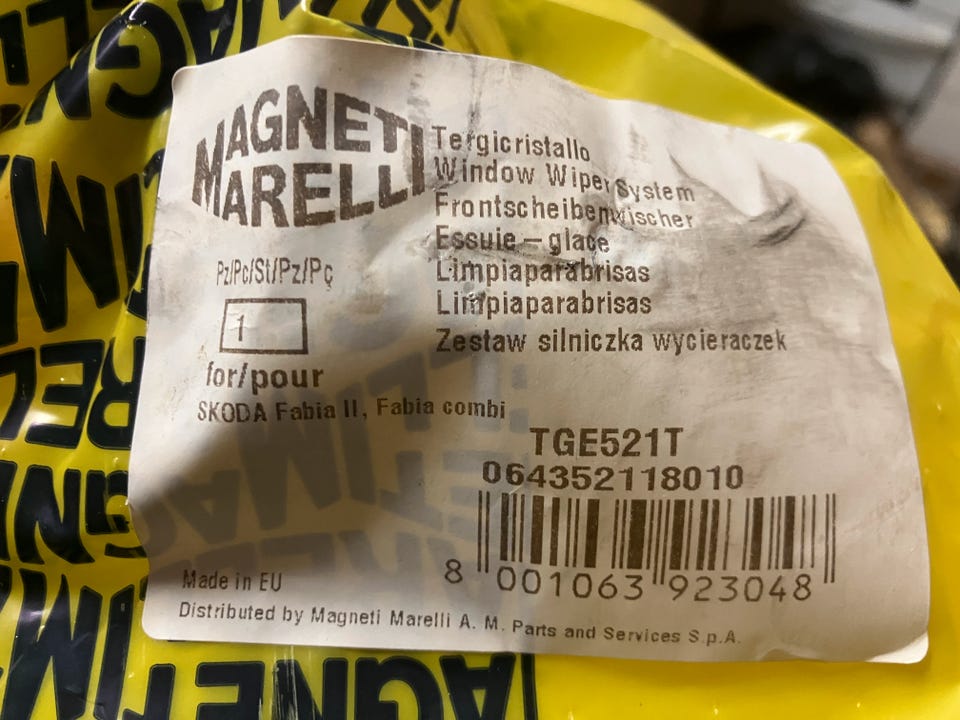 MAGNETI
MARELLI
Tergicristallo
Window Wiper System
Frontscheibenwischer
Essuie – glace
Limpiaparabrisas
Limpiaparabrisas
Zestaw silniczka wycieraczek
Pz/Pc/St/Pz/Pç
1
for/pour
SKODA Fabia II, Fabia combi
TGE521T
064352118010
8 001063 923048
Made in EU
Distributed by Magneti Marelli A. M. Parts and Services S.p.A.